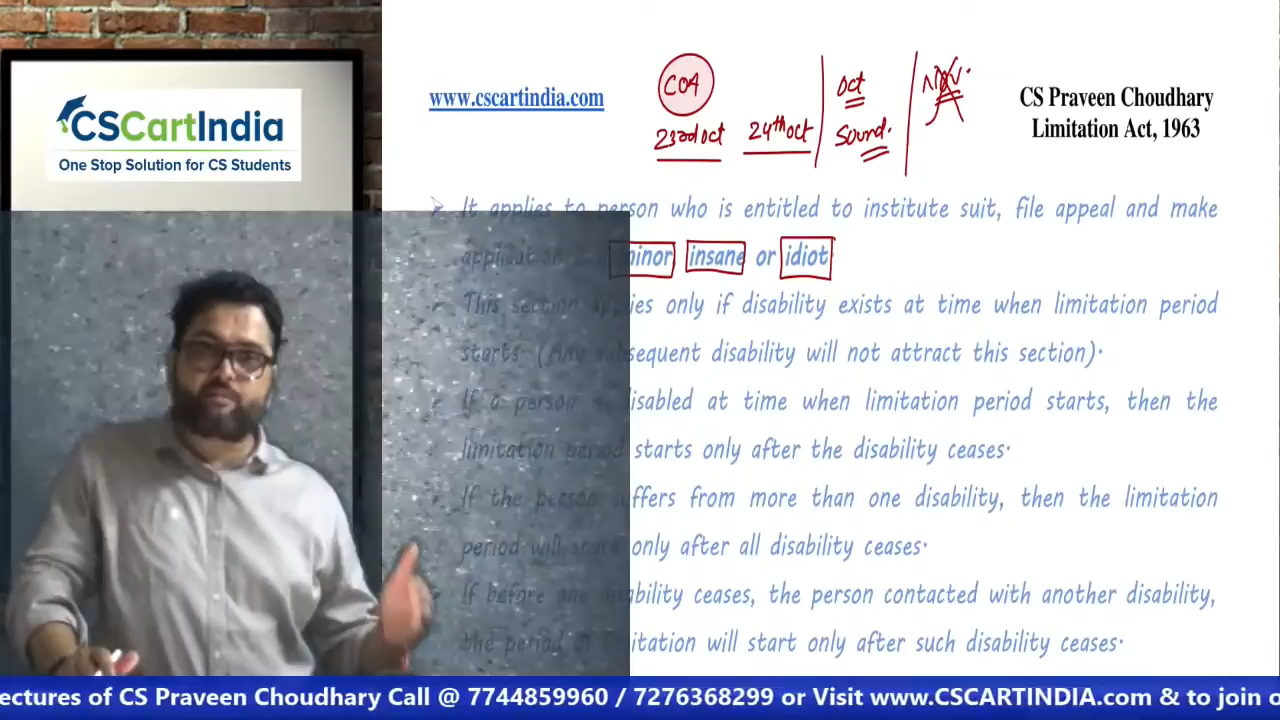 CSCartIndia
One Stop Solution for CS Students
www.cscartindia.com
COA
23rd oct 24th oct
oct
Sound.
Nov.
CS Praveen Choudhary
Limitation Act, 1963
It applies to person who is entitled to institute suit, file appeal and make
application minor insane or idiot
This section applies only if disability exists at time when limitation period
starts. (Any subsequent disability will not attract this section).
If a person disabled at time when limitation period starts, then the
limitation period starts only after the disability ceases.
If the person suffers from more than one disability, then the limitation
period will start only after all disability ceases.
If before one disability ceases, the person contacted with another disability,
the period of limitation will start only after such disability ceases.
ectures of CS Praveen Choudhary Call @ 7744859960 / 7276368299 or Visit www.CSCARTINDIA.com & to join o